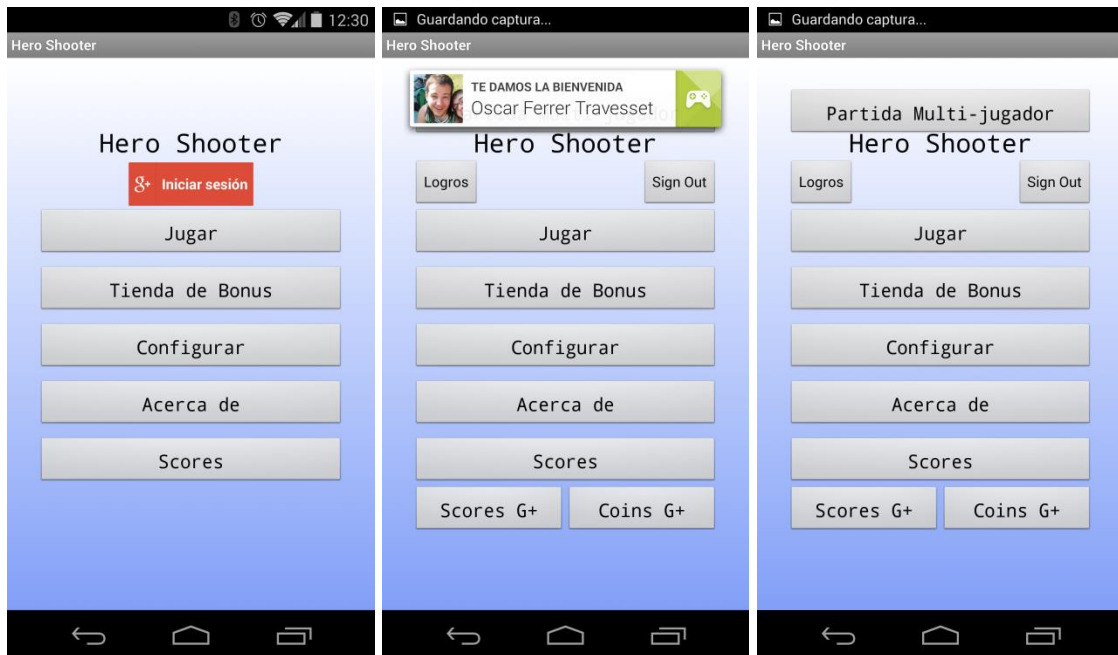 12:30
Hero Shooter
Hero Shooter
g+ Iniciar sesión
Jugar
Tienda de Bonus
Configurar
Acerca de
Scores
Guardando captura...
Hero Shooter
TE DAMOS LA BIENVENIDA
Oscar Ferrer Travesset
Hero Shooter
Logros Sign Out
Jugar
Tienda de Bonus
Configurar
Acerca de
Scores
Scores G+ Coins G+
Guardando captura...
Hero Shooter
Partida Multi-jugador
Hero Shooter
Logros Sign Out
Jugar
Tienda de Bonus
Configurar
Acerca de
Scores
Scores G+ Coins G+